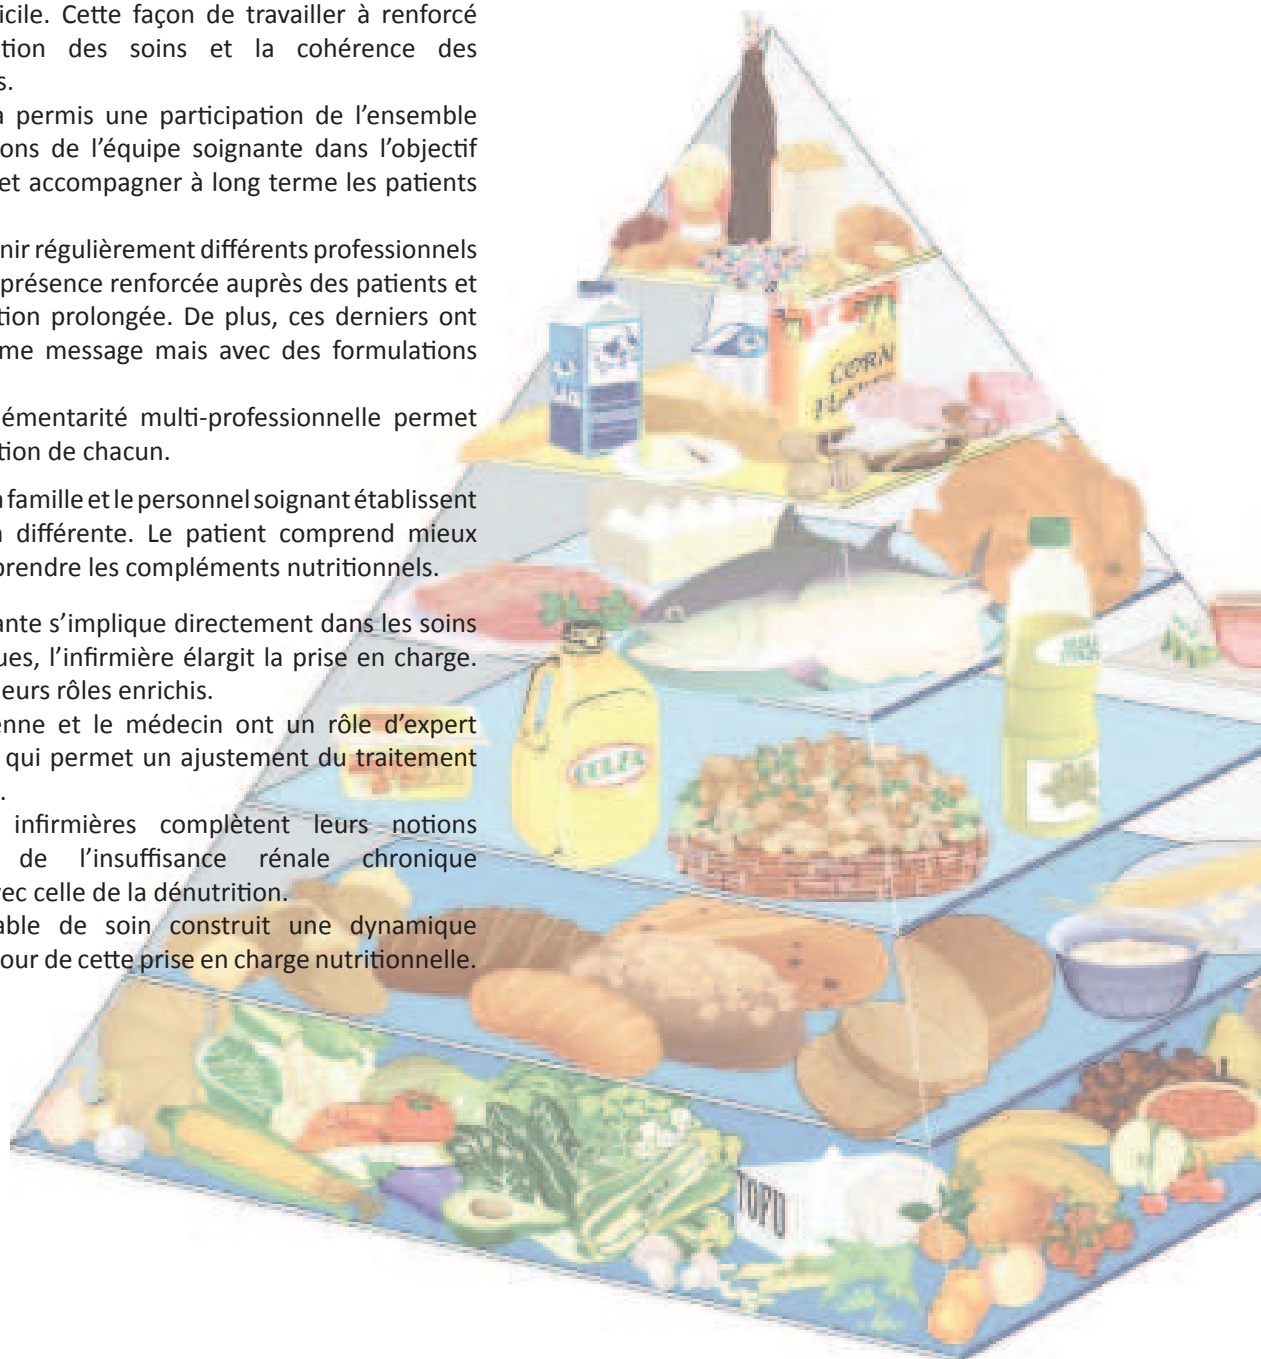 icile. Cette façon de travailler à renforcé
tion des soins et la cohérence des
s.
a permis une participation de l'ensemble
ons de l'équipe soignante dans l'objectif
et accompagner à long terme les patients
nir régulièrement différents professionnels
présence renforcée auprès des patients et
tion prolongée. De plus, ces derniers ont
me message mais avec des formulations
émentarité multi-professionnelle permet
tion de chacun.
a famille et le personnel soignant établissent
n différente. Le patient comprend mieux
prendre les compléments nutritionnels.
ante s'implique directement dans les soins
ues, l'infirmière élargit la prise en charge.
leurs rôles enrichis.
enne et le médecin ont un rôle d'expert
qui permet un ajustement du traitement
.
infirmières complètent leurs notions
de l'insuffisance rénale chronique
vec celle de la dénutrition.
able de soin construit une dynamique
our de cette prise en charge nutritionnelle.
CORN
COLZA
TOFU